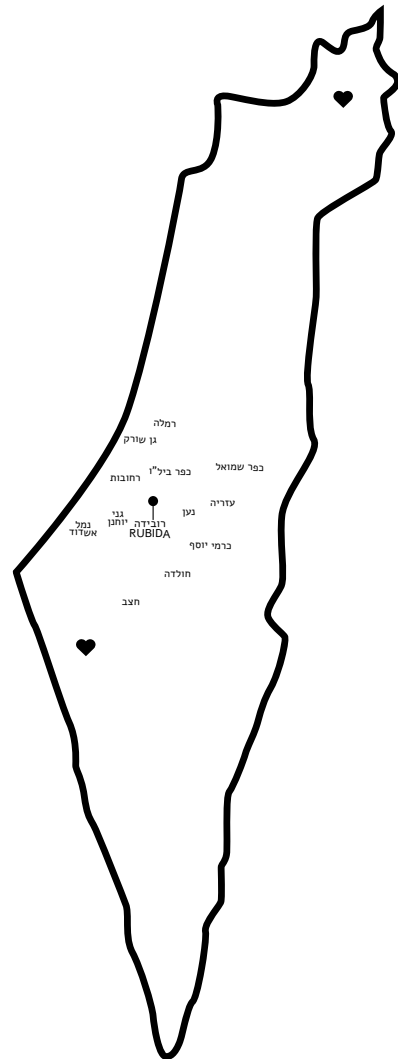 רמלה
גן שורק
כפר שמואל
כפר ביל"ו
רחובות
עזריה
נען
גני
יוחנן
רובידה
RUBIDA
נמל
אשדוד
כרמי יוסף
חולדה
חצב